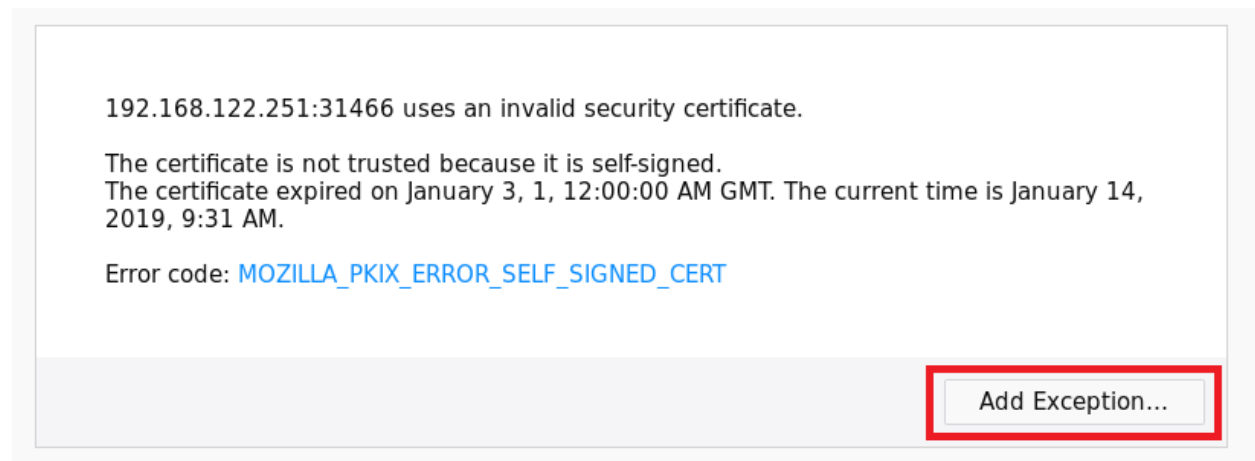 192.168.122.251:31466 uses an invalid security certificate.
The certificate is not trusted because it is self-signed.
The certificate expired on January 3, 1, 12:00:00 AM GMT. The current time is January 14,
2019, 9:31 AM.
Error code: MOZILLA_PKIX_ERROR_SELF_SIGNED_CERT
Add Exception...